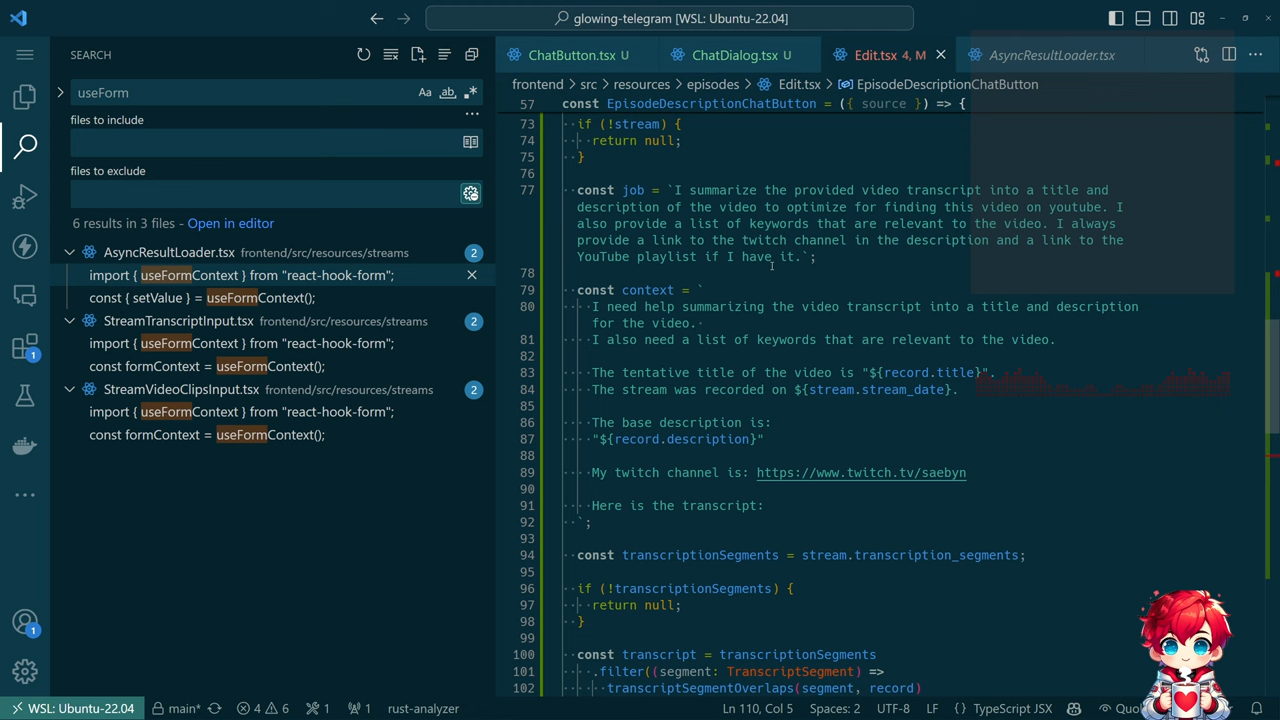 glowing-telegram [WSL: Ubuntu-22.04]
SEARCH
useForm
Aa
ab
files to include
files to exclude
6 results in 3 files - Open in editor
AsyncResultLoader.tsx frontend/src/resources/streams 2
import { useFormContext } from "react-hook-form";
const { setValue } = useFormContext();
StreamTranscriptInput.tsx frontend/src/resources/streams 2
import { useFormContext } from "react-hook-form";
const formContext = useFormContext();
StreamVideoClipsInput.tsx frontend/src/resources/streams 2
import { useFormContext } from "react-hook-form";
const formContext = useFormContext();
1
1
ChatButton.tsx U
ChatDialog.tsx U
Edit.tsx 4, M
AsyncResultLoader.tsx
frontend > src > resources > episodes > Edit.tsx > EpisodeDescriptionChatButton
57 const EpisodeDescriptionChatButton = ({ source }) => {
73 if (!stream) {
74 return null;
75 }
76
77 const job = `I summarize the provided video transcript into a title and
description of the video to optimize for finding this video on youtube. I
also provide a list of keywords that are relevant to the video. I always
provide a link to the twitch channel in the description and a link to the
YouTube playlist if I have it.`;
78
79 const context = `
80 I need help summarizing the video transcript into a title and description
for the video.
81 I also need a list of keywords that are relevant to the video.
82
83 The tentative title of the video is "${record.title}".
84 The stream was recorded on ${stream.stream_date}.
85
86 The base description is:
87 "${record.description}"
88
89 My twitch channel is: https://www.twitch.tv/saebyn
90
91 Here is the transcript:
92 `;
93
94 const transcriptionSegments = stream.transcription_segments;
95
96 if (!transcriptionSegments) {
97 return null;
98 }
99
100 const transcript = transcriptionSegments
101 .filter((segment: TranscriptSegment) =>
102 transcriptSegmentOverlaps(segment, record)
WSL: Ubuntu-22.04 main* 4 6 1 1 rust-analyzer Ln 110, Col 5 Spaces: 2 UTF-8 LF {} TypeScript JSX Quo